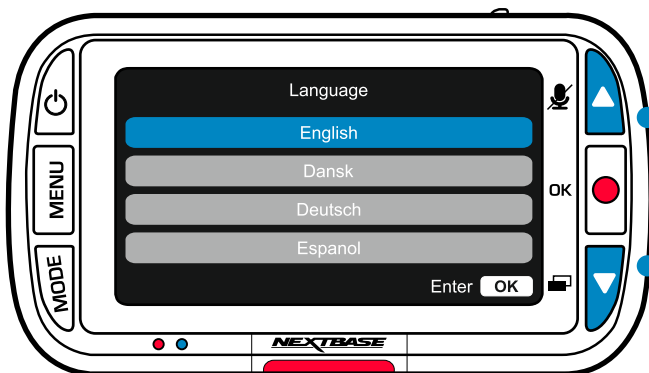 Language
English
Dansk
Deutsch
Espanol
Enter OK
MENU
MODE
OK
NEXTBASE